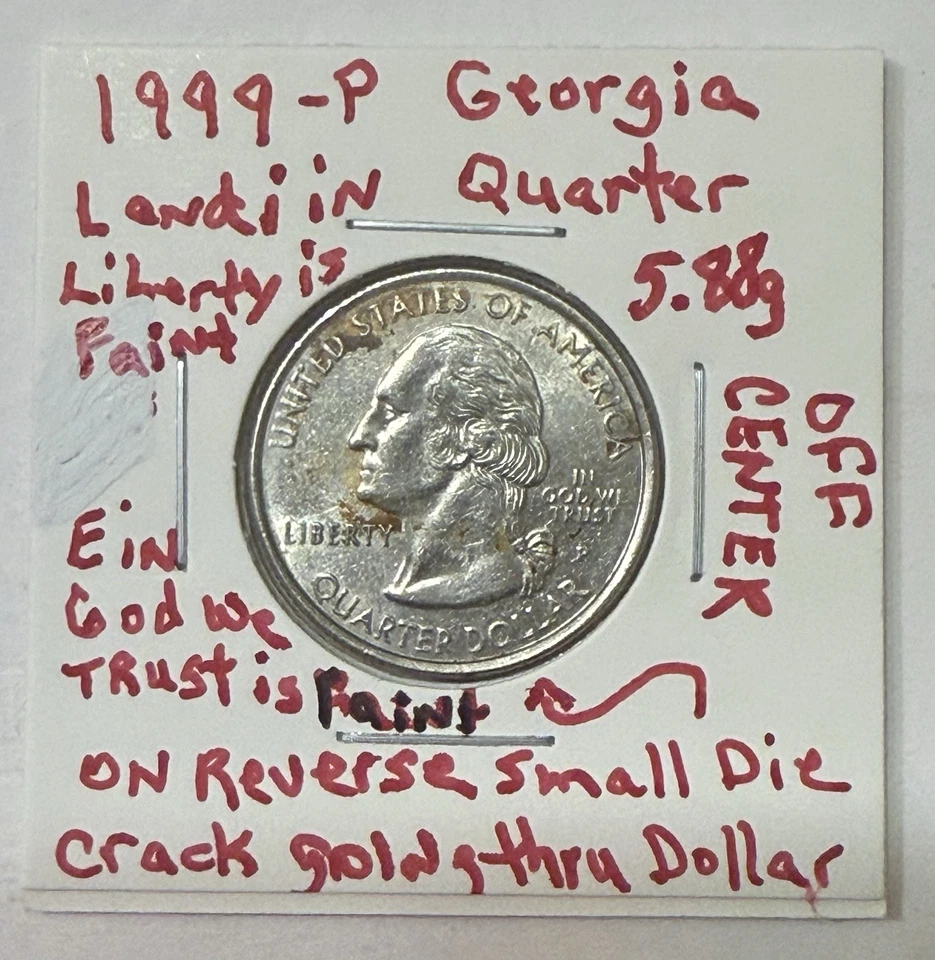 1999-P Georgia
Landi in Quarter
Liberty is
Faint
5.88g
OFF
CENTER
E in
God we
TRust is Faint
ON Reverse Small Die
Crack going thru Dollar
UNITED STATES OF AMERICA
LIBERTY
IN
GOD WE
TRUST
P
QUARTER DOLLAR